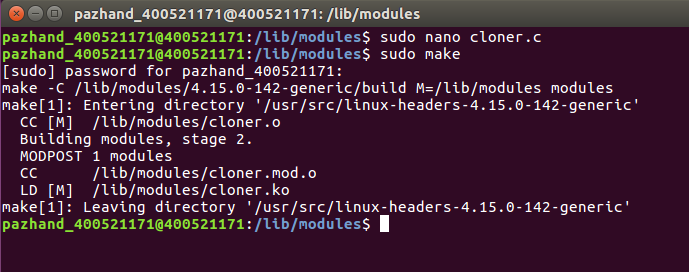 pazhand_400521171@400521171: /lib/modules
pazhand_400521171@400521171:/lib/modules$ sudo nano cloner.c
pazhand_400521171@400521171:/lib/modules$ sudo make
[sudo] password for pazhand_400521171:
make -C /lib/modules/4.15.0-142-generic/build M=/lib/modules modules
make[1]: Entering directory '/usr/src/linux-headers-4.15.0-142-generic'
  CC [M]  /lib/modules/cloner.o
  Building modules, stage 2.
  MODPOST 1 modules
  CC      /lib/modules/cloner.mod.o
  LD [M]  /lib/modules/cloner.ko
make[1]: Leaving directory '/usr/src/linux-headers-4.15.0-142-generic'
pazhand_400521171@400521171:/lib/modules$